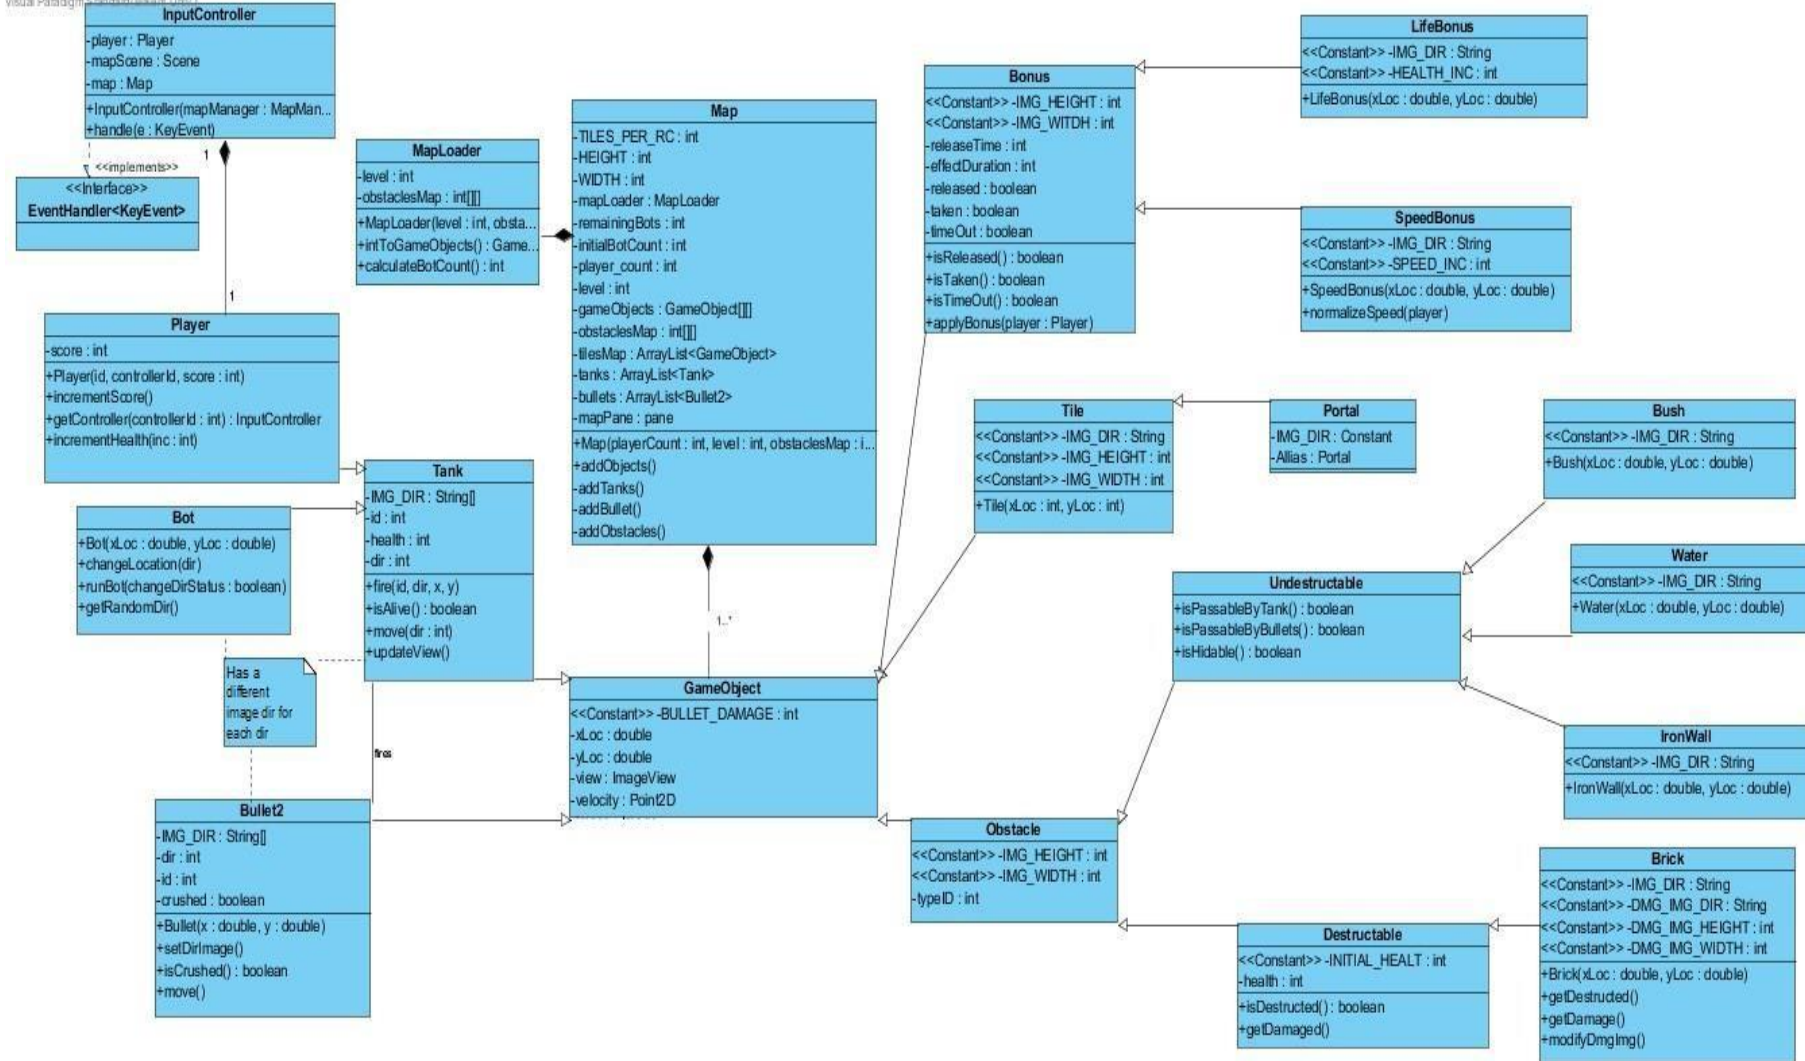 InputController
-player : Player
-mapScene : Scene
-map : Map
+InputController(mapManager : MapMan...
+handle(e : KeyEvent)
1
<<implements>>
<<Interface>>
EventHandler<KeyEvent>
1
Player
-score : int
+Player(id, controllerId, score : int)
+incrementScore()
+getController(controllerId : int) : InputController
+incrementHealth(inc : int)
MapLoader
-level : int
-obstaclesMap : int[][]
+MapLoader(level : int, obsta...
+intToGameObjects() : Game...
+calculateBotCount() : int
Map
-TILES_PER_RC : int
-HEIGHT : int
-WIDTH : int
-mapLoader : MapLoader
-remainingBots : int
-initialBotCount : int
-player_count : int
-level : int
-gameObjects : GameObject[][]
-obstaclesMap : int[][]
-tilesMap : ArrayList<GameObject>
-tanks : ArrayList<Tank>
-bullets : ArrayList<Bullet2>
-mapPane : pane
+Map(playerCount : int, level : int, obstaclesMap : i...
+addObjects()
-addTanks()
-addBullet()
-addObstacles()
1..*
Bonus
<<Constant>> -IMG_HEIGHT : int
<<Constant>> -IMG_WITDH : int
-releaseTime : int
-effectDuration : int
-released : boolean
-taken : boolean
-timeOut : boolean
+isReleased() : boolean
+isTaken() : boolean
+isTimeOut() : boolean
+applyBonus(player : Player)
LifeBonus
<<Constant>> -IMG_DIR : String
<<Constant>> -HEALTH_INC : int
+LifeBonus(xLoc : double, yLoc : double)
SpeedBonus
<<Constant>> -IMG_DIR : String
<<Constant>> -SPEED_INC : int
+SpeedBonus(xLoc : double, yLoc : double)
+normalizeSpeed(player)
Tile
<<Constant>> -IMG_DIR : String
<<Constant>> -IMG_HEIGHT : int
<<Constant>> -IMG_WIDTH : int
+Tile(xLoc : int, yLoc : int)
Portal
-IMG_DIR : Constant
-Allias : Portal
Bush
<<Constant>> -IMG_DIR : String
+Bush(xLoc : double, yLoc : double)
Water
<<Constant>> -IMG_DIR : String
+Water(xLoc : double, yLoc : double)
Undestructable
+isPassableByTank() : boolean
+isPassableByBullets() : boolean
+isHidable() : boolean
IronWall
<<Constant>> -IMG_DIR : String
+IronWall(xLoc : double, yLoc : double)
Tank
-IMG_DIR : String[]
-id : int
-health : int
-dir : int
+fire(id, dir, x, y)
+isAlive() : boolean
+move(dir : int)
+updateView()
Bot
+Bot(xLoc : double, yLoc : double)
+changeLocation(dir)
+runBot(changeDirStatus : boolean)
+getRandomDir()
Has a
different
image dir for
each dir
fires
GameObject
<<Constant>> -BULLET_DAMAGE : int
-xLoc : double
-yLoc : double
-view : ImageView
-velocity : Point2D
Bullet2
-IMG_DIR : String[]
-dir : int
-id : int
-crushed : boolean
+Bullet(x : double, y : double)
+setDirImage()
+isCrushed() : boolean
+move()
Obstacle
<<Constant>> -IMG_HEIGHT : int
<<Constant>> -IMG_WIDTH : int
-typeID : int
Destructable
<<Constant>> -INITIAL_HEALT : int
-health : int
+isDestructed() : boolean
+getDamaged()
Brick
<<Constant>> -IMG_DIR : String
<<Constant>> -DMG_IMG_DIR : String
<<Constant>> -DMG_IMG_HEIGHT : int
<<Constant>> -DMG_IMG_WIDTH : int
+Brick(xLoc : double, yLoc : double)
+getDestructed()
+getDamage()
+modifyDmgImg()